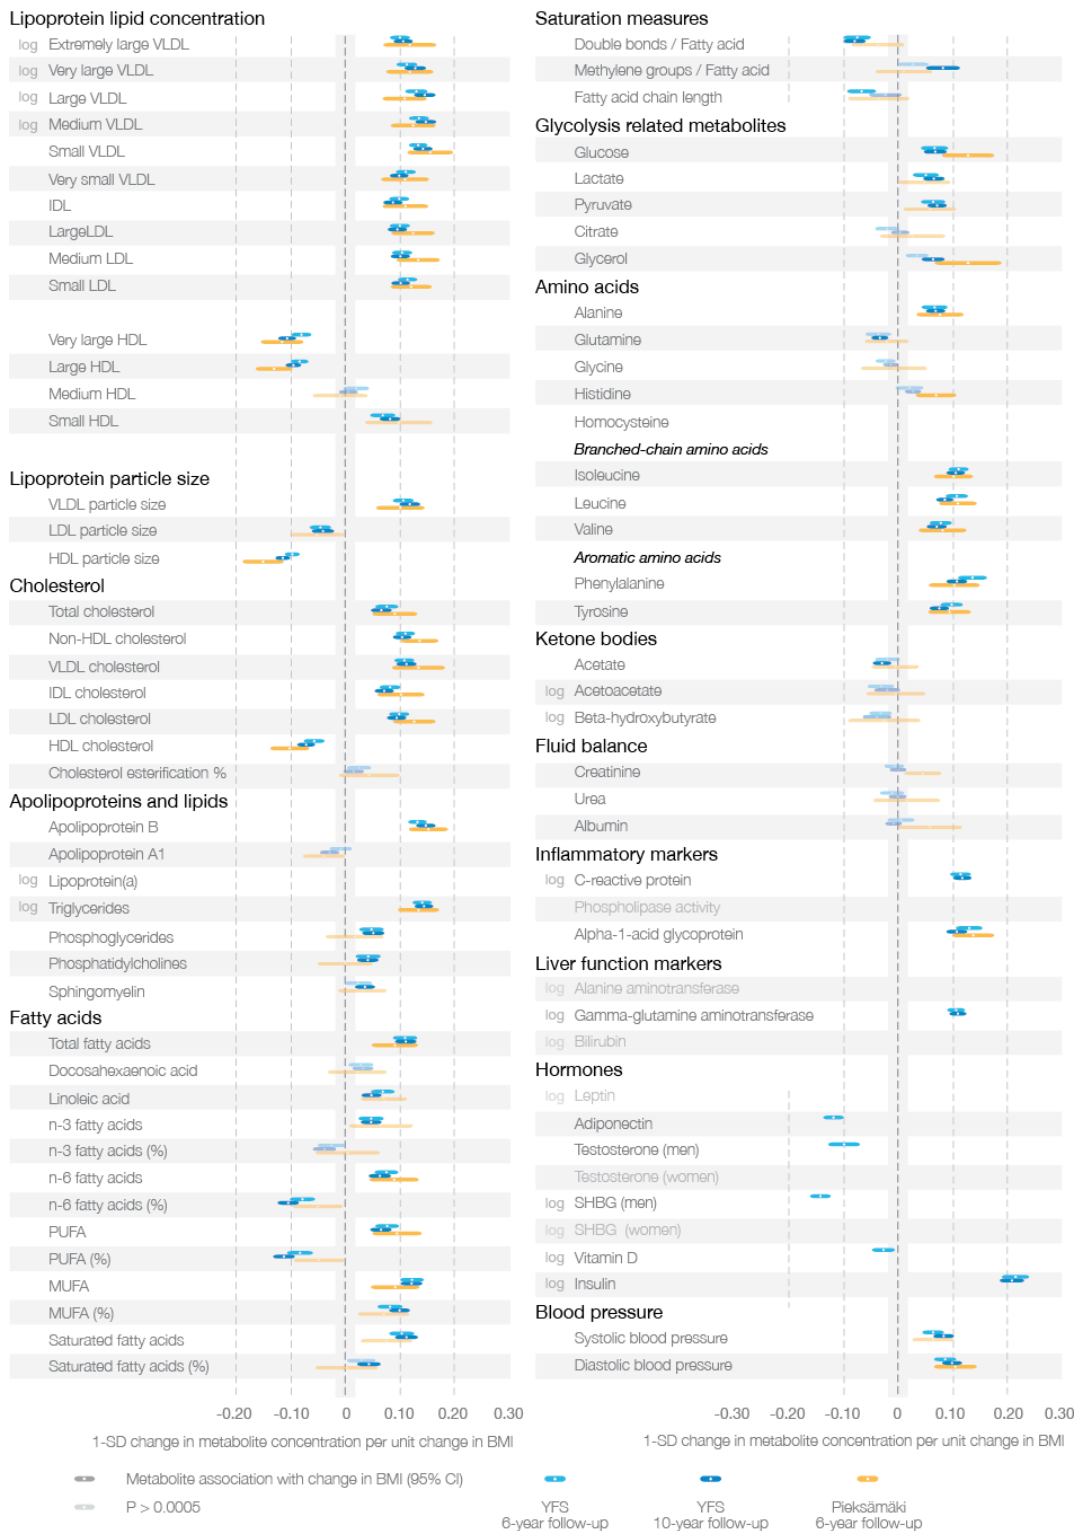 Lipoprotein lipid concentration
log Extremely large VLDL
log Very large VLDL
log Large VLDL
log Medium VLDL
Small VLDL
Very small VLDL
IDL
LargeLDL
Medium LDL
Small LDL
Very large HDL
Large HDL
Medium HDL
Small HDL
Lipoprotein particle size
VLDL particle size
LDL particle size
HDL particle size
Cholesterol
Total cholesterol
Non-HDL cholesterol
VLDL cholesterol
IDL cholesterol
LDL cholesterol
HDL cholesterol
Cholesterol esterification %
Apolipoproteins and lipids
Apolipoprotein B
Apolipoprotein A1
log Lipoprotein(a)
log Triglycerides
Phosphoglycerides
Phosphatidylcholines
Sphingomyelin
Fatty acids
Total fatty acids
Docosahexaenoic acid
Linoleic acid
n-3 fatty acids
n-3 fatty acids (%)
n-6 fatty acids
n-6 fatty acids (%)
PUFA
PUFA (%)
MUFA
MUFA (%)
Saturated fatty acids
Saturated fatty acids (%)
-0.20 -0.10 0 0.10 0.20 0.30
1-SD change in metabolite concentration per unit change in BMI
Saturation measures
Double bonds / Fatty acid
Methylene groups / Fatty acid
Fatty acid chain length
Glycolysis related metabolites
Glucose
Lactate
Pyruvate
Citrate
Glycerol
Amino acids
Alanine
Glutamine
Glycine
Histidine
Homocysteine
Branched-chain amino acids
Isoleucine
Leucine
Valine
Aromatic amino acids
Phenylalanine
Tyrosine
Ketone bodies
Acetate
log Acetoacetate
log Beta-hydroxybutyrate
Fluid balance
Creatinine
Urea
Albumin
Inflammatory markers
log C-reactive protein
Phospholipase activity
Alpha-1-acid glycoprotein
Liver function markers
log Alanine aminotransferase
log Gamma-glutamine aminotransferase
log Bilirubin
Hormones
log Leptin
Adiponectin
Testosterone (men)
Testosterone (women)
log SHBG (men)
log SHBG (women)
log Vitamin D
log Insulin
Blood pressure
Systolic blood pressure
Diastolic blood pressure
-0.30 -0.10 0 0.10 0.20 0.30
1-SD change in metabolite concentration per unit change in BMI
Metabolite association with change in BMI (95% CI)
P > 0.0005
YFS
6-year follow-up
YFS
10-year follow-up
Pieksämäki
6-year follow-up